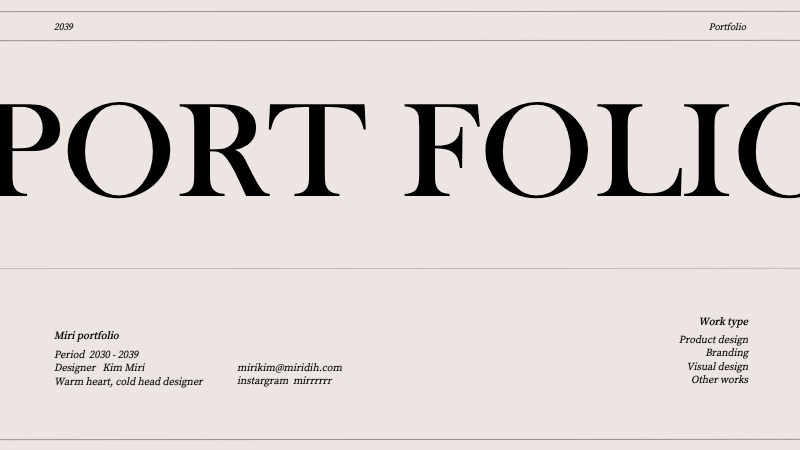 2039
Portfolio
PORT FOLIO
Miri portfolio
Period 2030 - 2039
Designer Kim Miri
Warm heart, cold head designer
mirikim@miridih.com
instargram mirrrrrr
Work type
Product design
Branding
Visual design
Other works